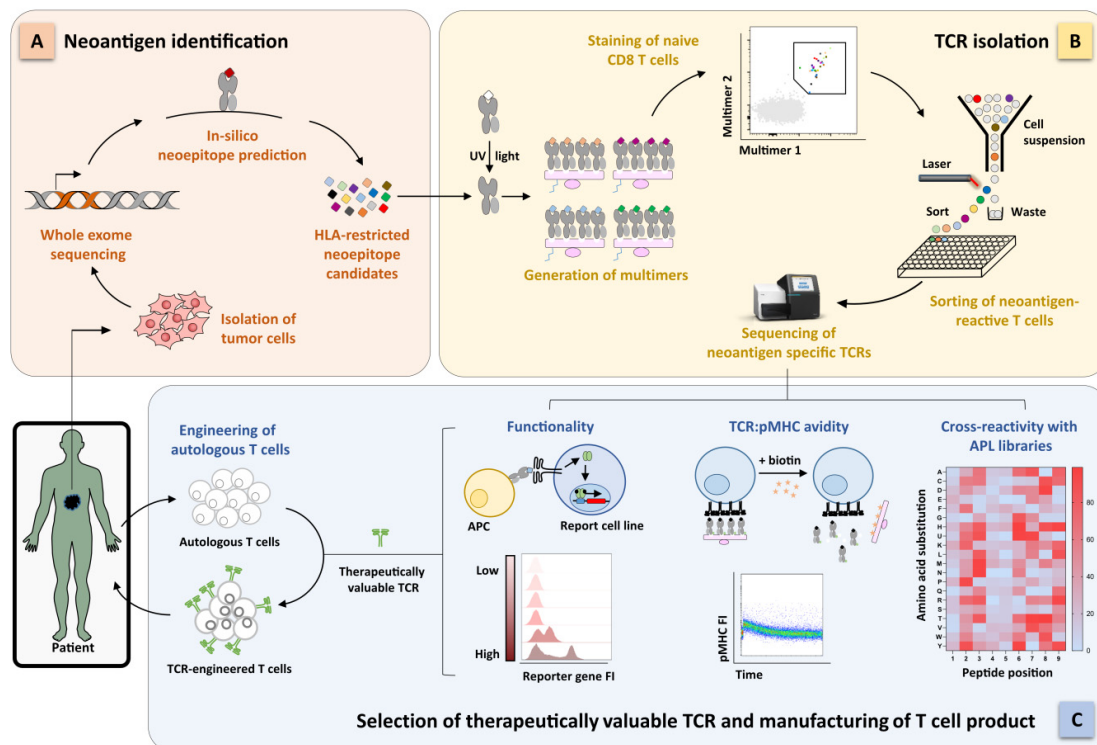 A
Neoantigen identification
In-silico
neoepitope prediction
Whole exome
sequencing
HLA-restricted
neoepitope
candidates
Isolation of
tumor cells
TCR isolation
B
Staining of naive
CD8 T cells
UV light
Generation of multimers
Multimer 2
Multimer 1
Cell
suspension
Laser
Sort
Waste
Sorting of neoantigen-
reactive T cells
Sequencing of
neoantigen specific TCRs
Patient
Engineering of
autologous T cells
Autologous T cells
TCR-engineered T cells
Therapeutically
valuable TCR
Functionality
APC
Report cell line
Low
High
Reporter gene FI
TCR:pMHC avidity
+ biotin
pMHC FI
Time
Cross-reactivity with
APL libraries
Amino acid substitution
A
C
D
E
F
G
H
U
K
L
M
N
P
Q
R
S
T
V
W
Y
1 2 3 4 5 6 7 8 9
Peptide position
80
60
40
20
0
Selection of therapeutically valuable TCR and manufacturing of T cell product
C